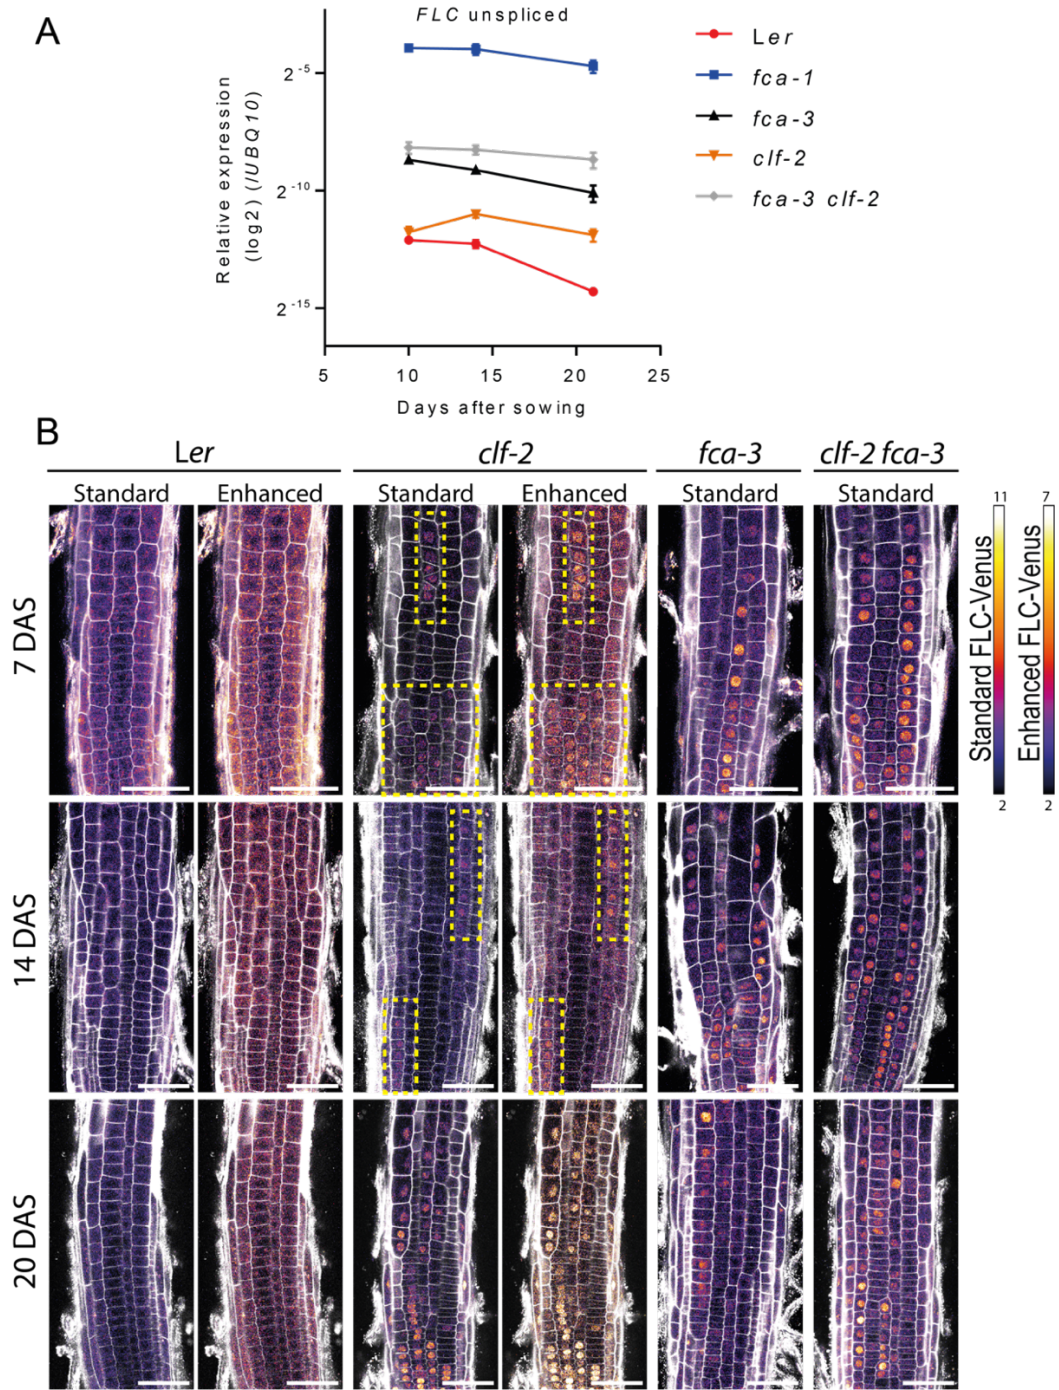 A
FLC unspliced
Relative expression
(log2) (/UBQ10)
2-5
2-10
2-15
5 10 15 20 25
Days after sowing
Ler
fca-1
fca-3
clf-2
fca-3 clf-2
B
Ler clf-2 fca-3 clf-2 fca-3
Standard Enhanced Standard Enhanced Standard Standard
7 DAS
14 DAS
20 DAS
11 7
Standard FLC-Venus
Enhanced FLC-Venus
2 2